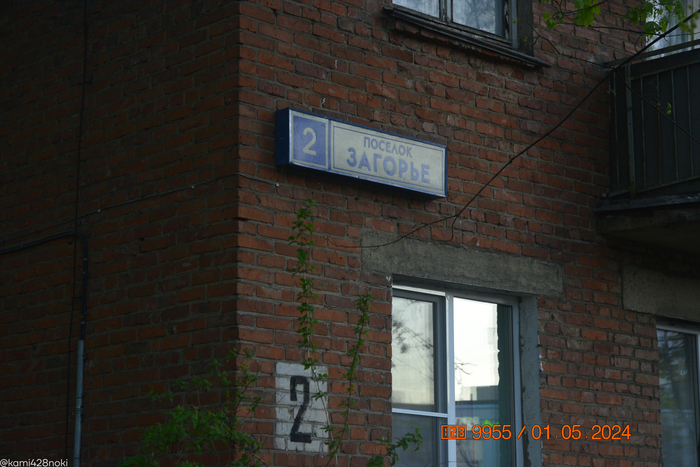 2
ПОСЕЛОК
ЗАГОРЬЕ
2
9955 / 01 05 2024
@kami428noki